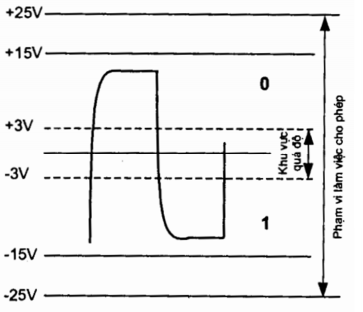 +25V
+15V
0
+3V
Khu vực
quá độ
-3V
1
-15V
-25V
Phạm vi làm việc cho phép